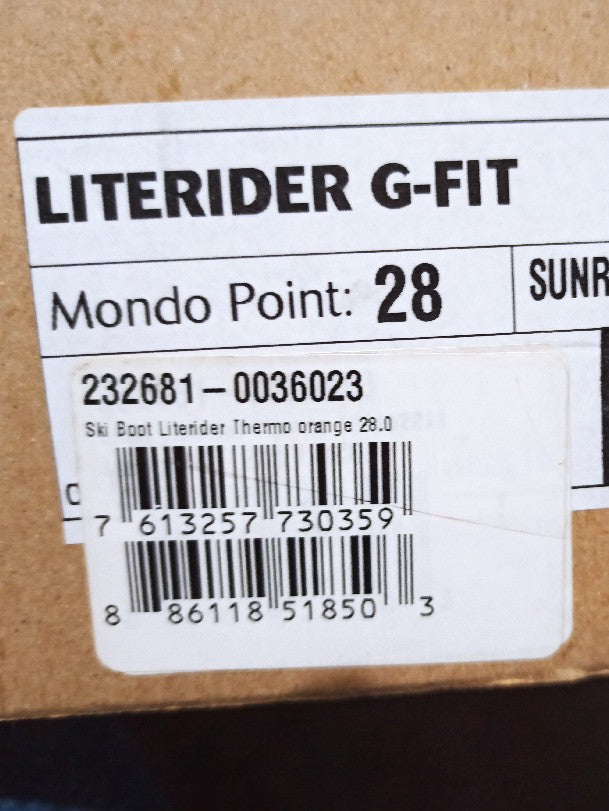 LITERIDER G-FIT
Mondo Point: 28
SUNR
232681-0036023
Ski Boot Literider Thermo orange 28.0
7 613257 730359
8 86118 51850 3